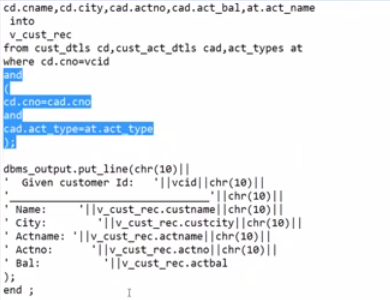 cd.cname,cd.city,cad.actno,cad.act_bal,at.act_name
into
v_cust_rec
from cust_dtls cd,cust_act_dtls cad,act_types at
where cd.cno=vcid
and
(
cd.cno=cad.cno
and
cad.act_type=at.act_type
);
dbms_output.put_line(chr(10)||
'  Given customer Id:   '||vcid||chr(10)||
'________________________________'||chr(10)||
' Name:     '||v_cust_rec.custname||chr(10)||
' City:        '||v_cust_rec.custcity||chr(10)||
' Actname: '||v_cust_rec.actname||chr(10)||
' Actno:      '||v_cust_rec.actno||chr(10)||
' Bal:         '||v_cust_rec.actbal
);
end ;